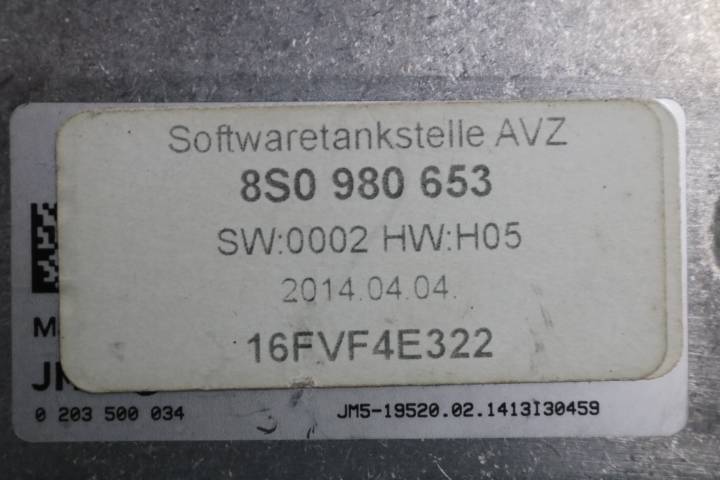 Softwaretankstelle AVZ
8S0 980 653
SW:0002 HW:H05
2014.04.04.
16FVF4E322
0 203 500 034
JM5-19520.02.1413I30459